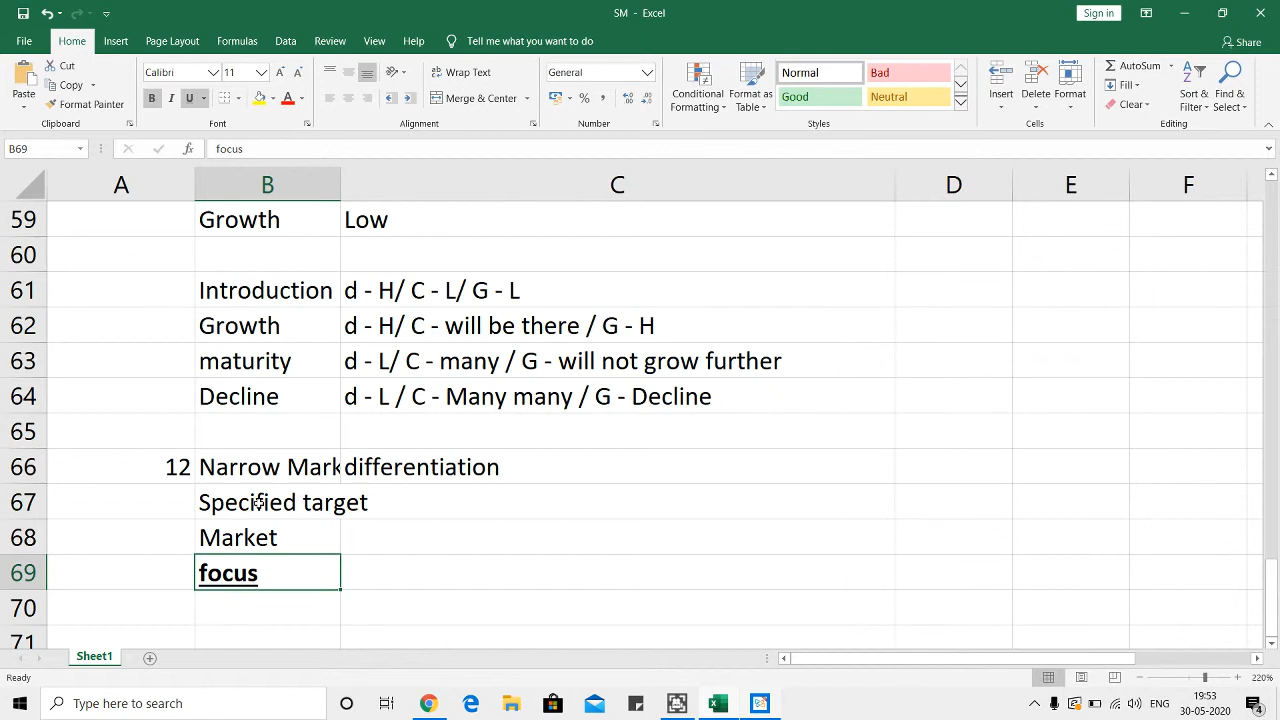 SM - Excel
Sign in
File Home Insert Page Layout Formulas Data Review View Help Tell me what you want to do Share
Paste Cut Copy Format Painter Clipboard
Calibri 11 A A B I U A Font
Wrap Text Merge & Center Alignment
General % , Number
Conditional Formatting Format as Table Normal Bad Good Neutral Styles
Insert Delete Format Cells
AutoSum Fill Clear Sort & Filter Find & Select Editing
B69 fx focus
A B C D E F
59 Growth Low
60
61 Introduction d - H/ C - L/ G - L
62 Growth d - H/ C - will be there / G - H
63 maturity d - L/ C - many / G - will not grow further
64 Decline d - L / C - Many many / G - Decline
65
66 12 Narrow Mark differentiation
67 Specified target
68 Market
69 focus
70
71
Sheet1
Ready 220%
Type here to search ENG 19:53 30-05-2020 4